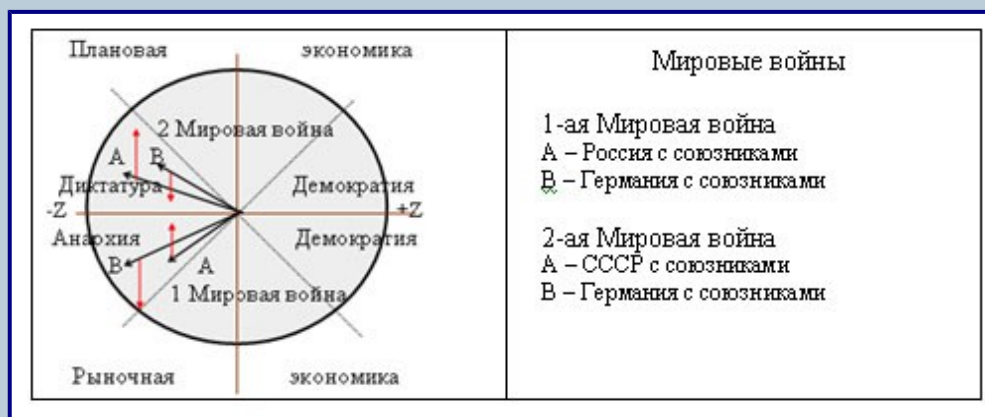 Плановая экономика
2 Мировая война
А В
Диктатура Демократия
-Z +Z
Анархия Демократия
В А
1 Мировая война
Рыночная экономика
Мировые войны
1-ая Мировая война
А – Россия с союзниками
В – Германия с союзниками
2-ая Мировая война
А – СССР с союзниками
В – Германия с союзниками